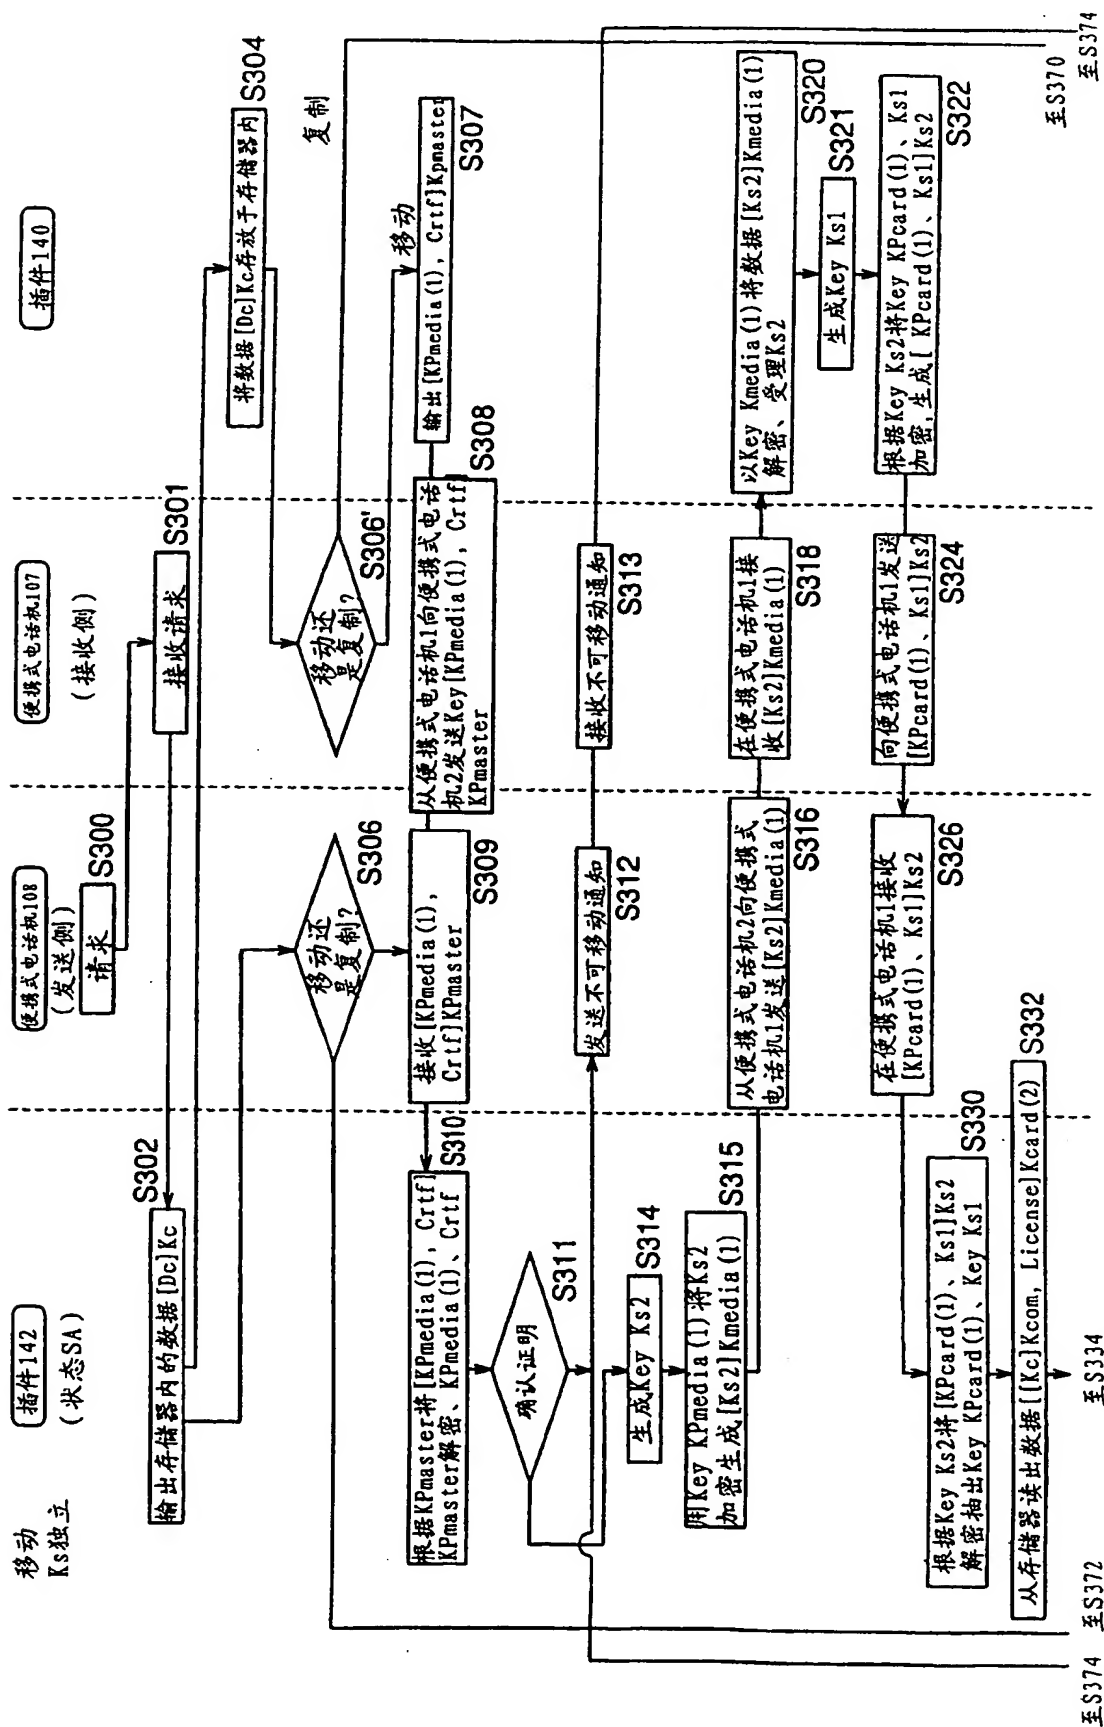 移动
Ks独立
插件142
(状态SA)
便携式电话机108
(发送侧)
便携式电话机107
(接收侧)
插件140
请求
S300
接收请求
S301
输出存储器内的数据[Dc]Kc
S302
将数据[Dc]Kc存放于存储器内
S304
移动还
是复制?
S306
移动还
是复制?
S306'
复制
移动
输出[KPmedia(1), Crtf]Kpmaster
S307
从便携式电话机1向便携式电话
机2发送Key[KPmedia(1), Crtf]
KPmaster
S308
接收[KPmedia(1),
Crtf]KPmaster
S309
根据KPmaster将[KPmedia(1), Crtf]
KPmaster解密、KPmedia(1)、Crtf
S310
确认证明
S311
发送不可移动通知
S312
接收不可移动通知
S313
生成Key Ks2
S314
用Key KPmedia(1)将Ks2
加密生成[Ks2]Kmedia(1)
S315
从便携式电话机2向便携式
电话机1发送[Ks2]Kmedia(1)
S316
在便携式电话机1接
收[Ks2]Kmedia(1)
S318
以Key Kmedia(1)将数据[Ks2]Kmedia(1)
解密、受理Ks2
S320
生成Key Ks1
S321
根据Key Ks2将Key KPcard(1)、Ks1
加密,生成[KPcard(1)、Ks1]Ks2
S322
向便携式电话机1发送
[KPcard(1)、Ks1]Ks2
S324
在便携式电话机1接收
[KPcard(1)、Ks1]Ks2
S326
根据Key Ks2将[KPcard(1)、Ks1]Ks2
解密抽出Key KPcard(1)、Key Ks1
S330
从存储器读出数据[[Kc]Kcom, License]Kcard(2)
S332
至S374
至S372
至S334
至S370
至S374